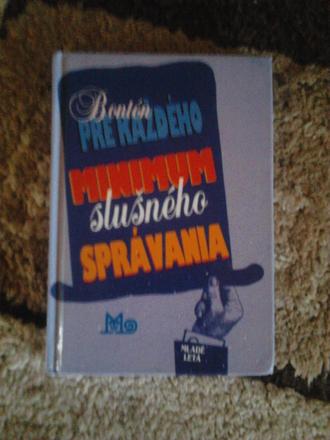 Bontón
PRE KAŽDÉHO
MINIMUM
slušného
SPRÁVANIA
MLADÉ
LETÁ